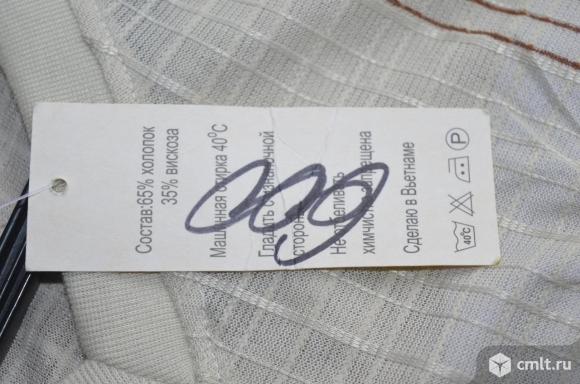 Состав:65% холопок
35% вискоза
Машинная стирка 40°C
Гладить с изнаночной
стороны
Не отбеливать
химчистка запрещена
Сделаю в Вьетнаме
40°C
P
cmlt.ru